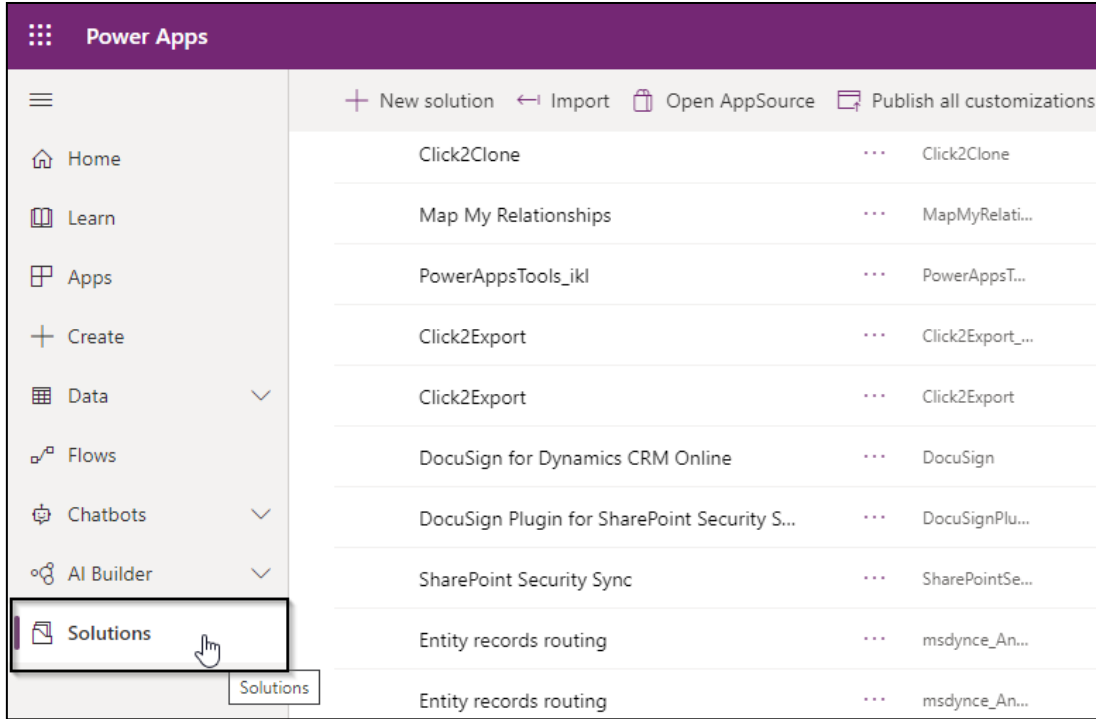 Power Apps
New solution Import Open AppSource Publish all customizations
Home
Learn
Apps
Create
Data
Flows
Chatbots
AI Builder
Solutions
Solutions
Click2Clone ... Click2Clone
Map My Relationships ... MapMyRelati...
PowerAppsTools_ikl ... PowerAppsT...
Click2Export ... Click2Export_...
Click2Export ... Click2Export
DocuSign for Dynamics CRM Online ... DocuSign
DocuSign Plugin for SharePoint Security S... ... DocuSignPlu...
SharePoint Security Sync ... SharePointSe...
Entity records routing ... msdynce_An...
Entity records routing ... msdynce_An...